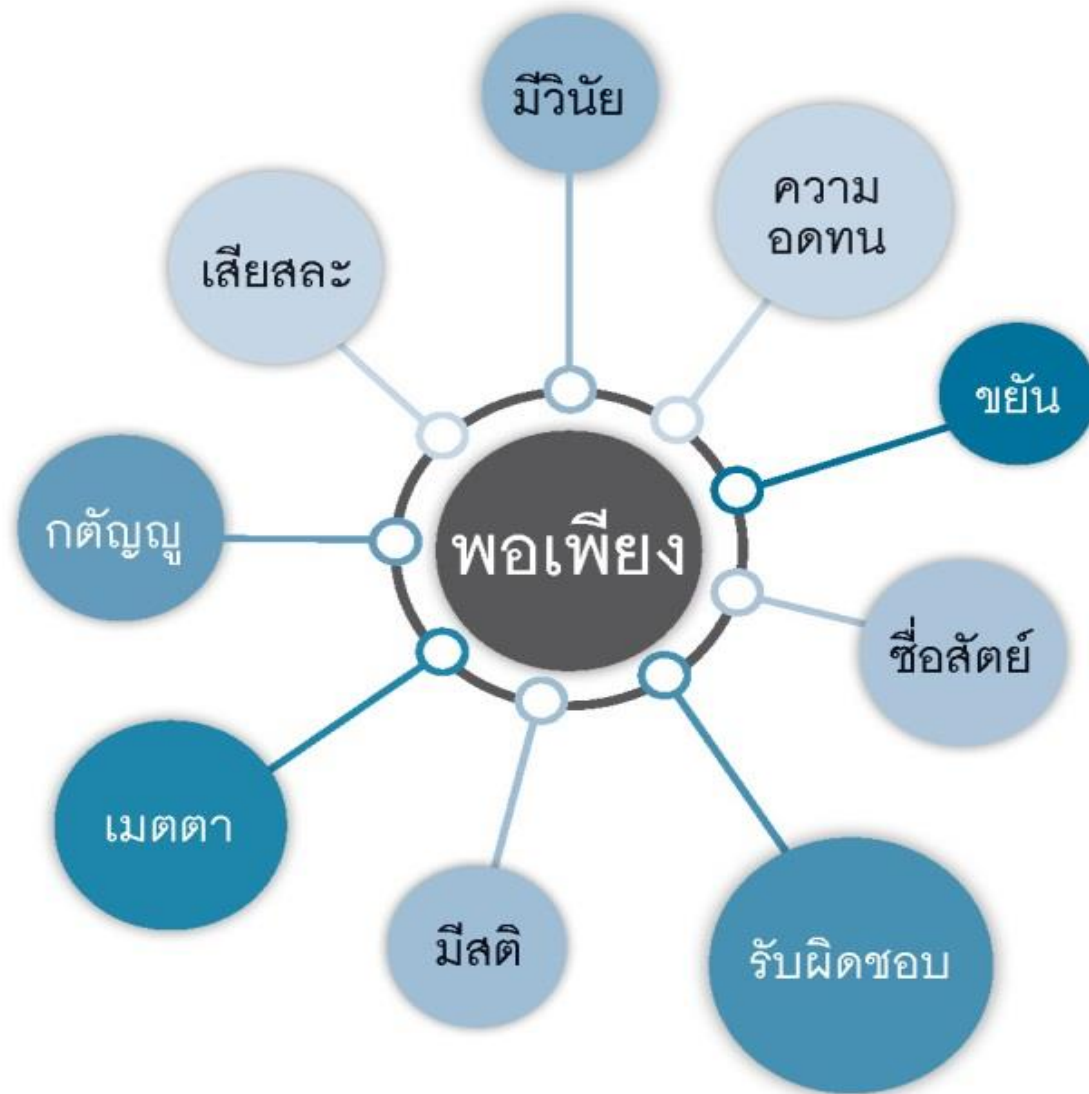 มีวินัย
ความ
อดทน
ขยัน
ซื่อสัตย์
รับผิดชอบ
มีสติ
เมตตา
กตัญญู
เสียสละ
พอเพียง